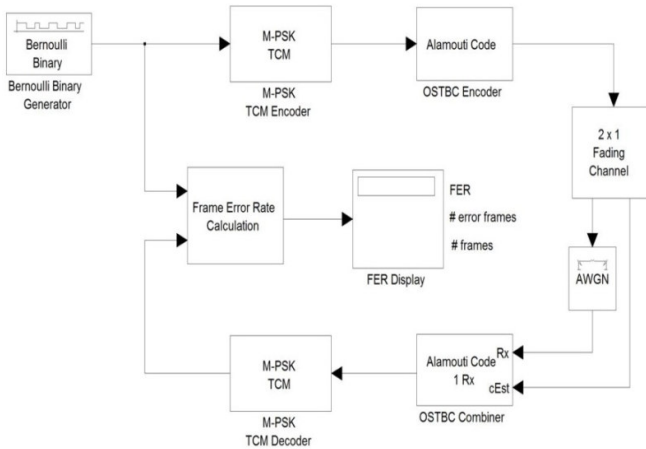 Bernoulli
Binary
Bernoulli Binary
Generator
M-PSK
TCM
M-PSK
TCM Encoder
Alamouti Code
OSTBC Encoder
2 x 1
Fading
Channel
Frame Error Rate
Calculation
FER
# error frames
# frames
FER Display
AWGN
M-PSK
TCM
M-PSK
TCM Decoder
Alamouti Code
1 Rx
Rx
cEst
OSTBC Combiner